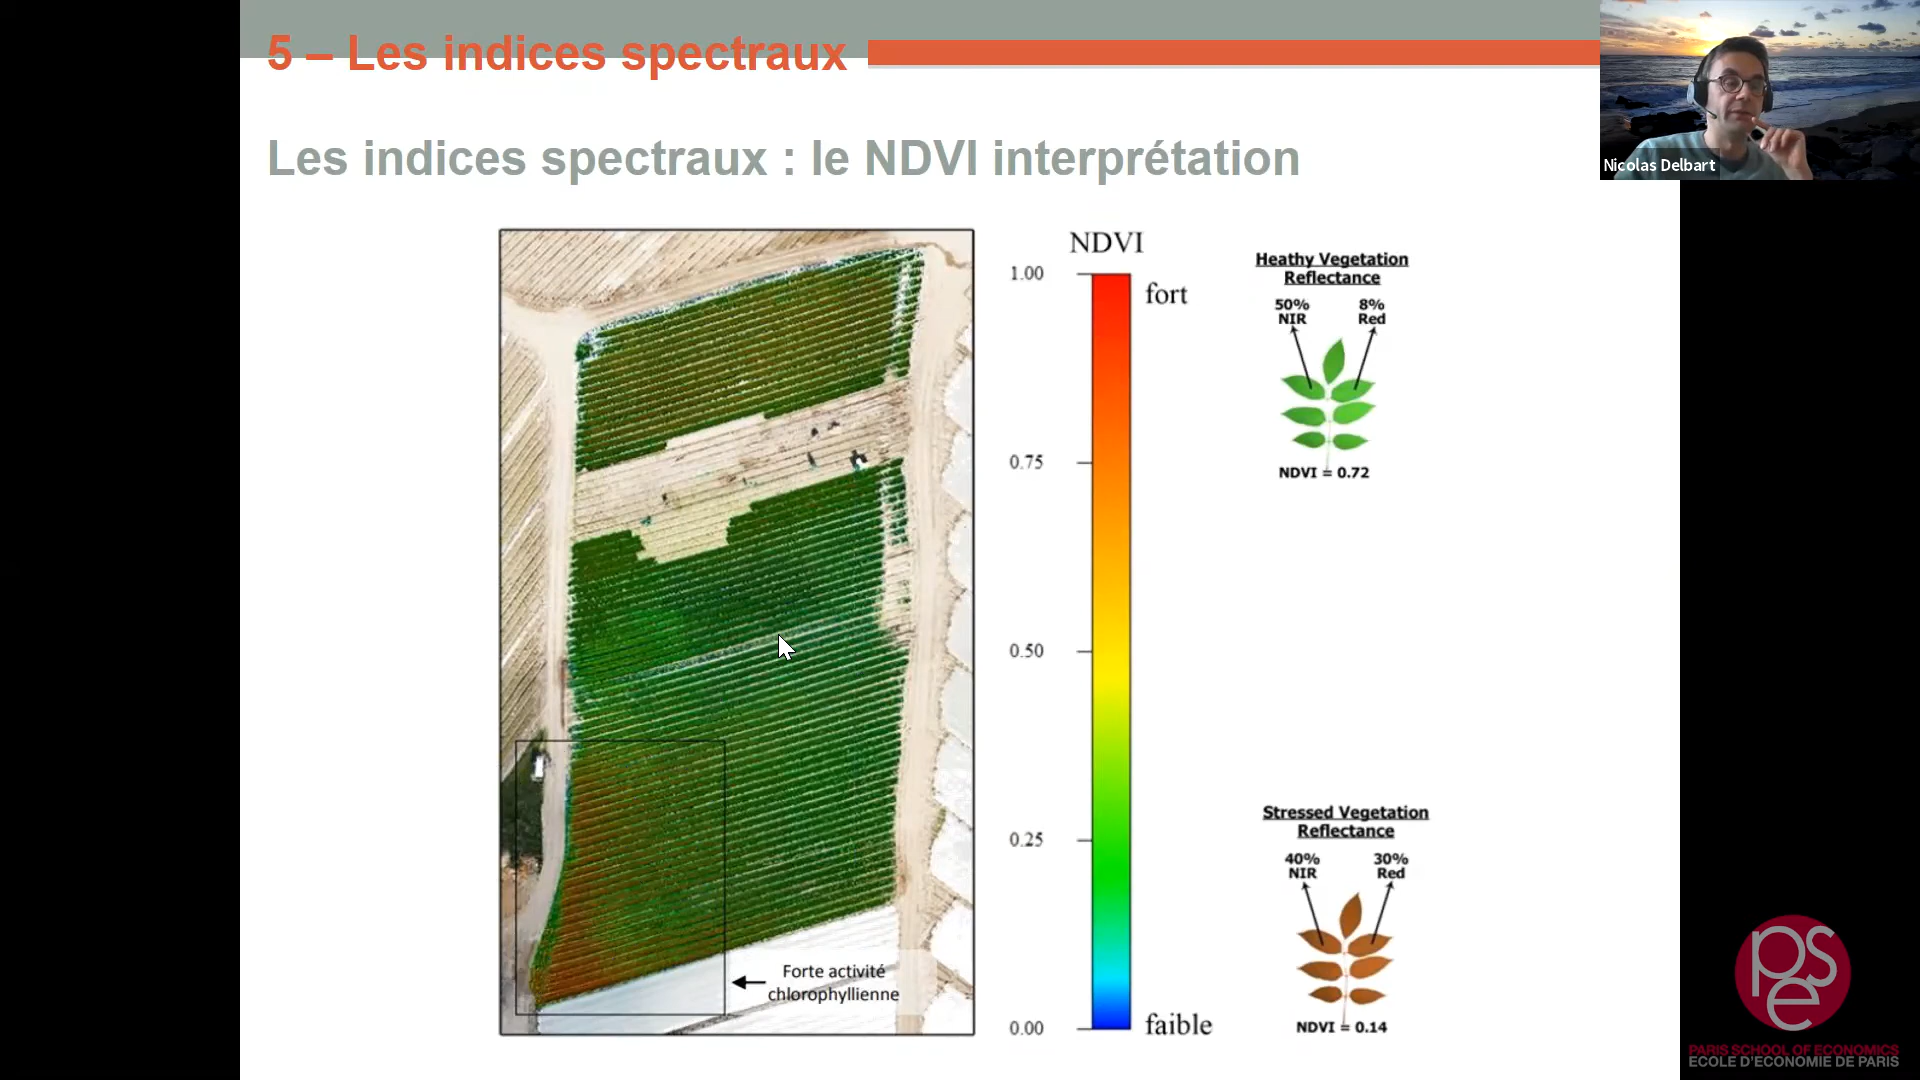 5 – Les indices spectraux
Nicolas Delbart
Les indices spectraux : le NDVI interprétation
NDVI
1.00
fort
0.75
0.50
0.25
0.00
faible
Heathy Vegetation
Reflectance
50%
NIR
8%
Red
NDVI = 0.72
Stressed Vegetation
Reflectance
40%
NIR
30%
Red
NDVI = 0.14
Forte activité
chlorophyllienne
pse
PARIS SCHOOL OF ECONOMICS
ECOLE D'ECONOMIE DE PARIS